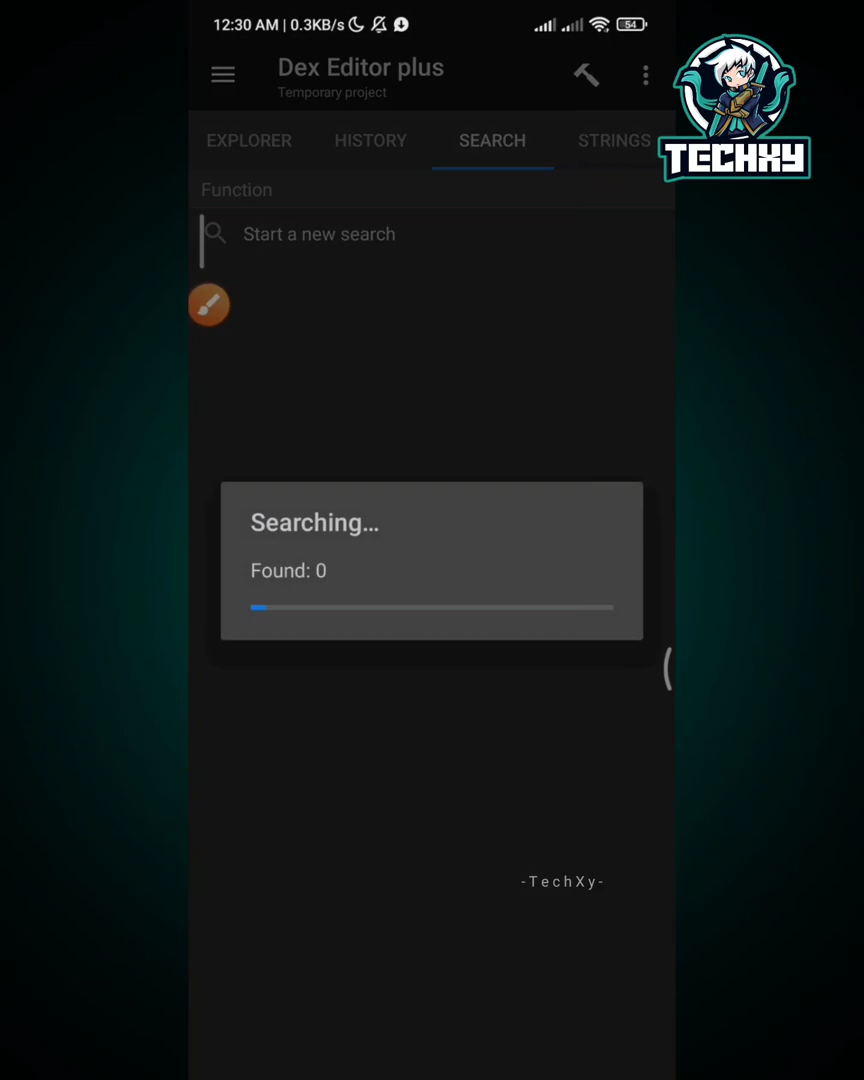 12:30 AM | 0.3KB/s
54
Dex Editor plus
Temporary project
TECHXY
EXPLORER HISTORY SEARCH STRINGS
Function
Start a new search
Searching...
Found: 0
-TechXy-